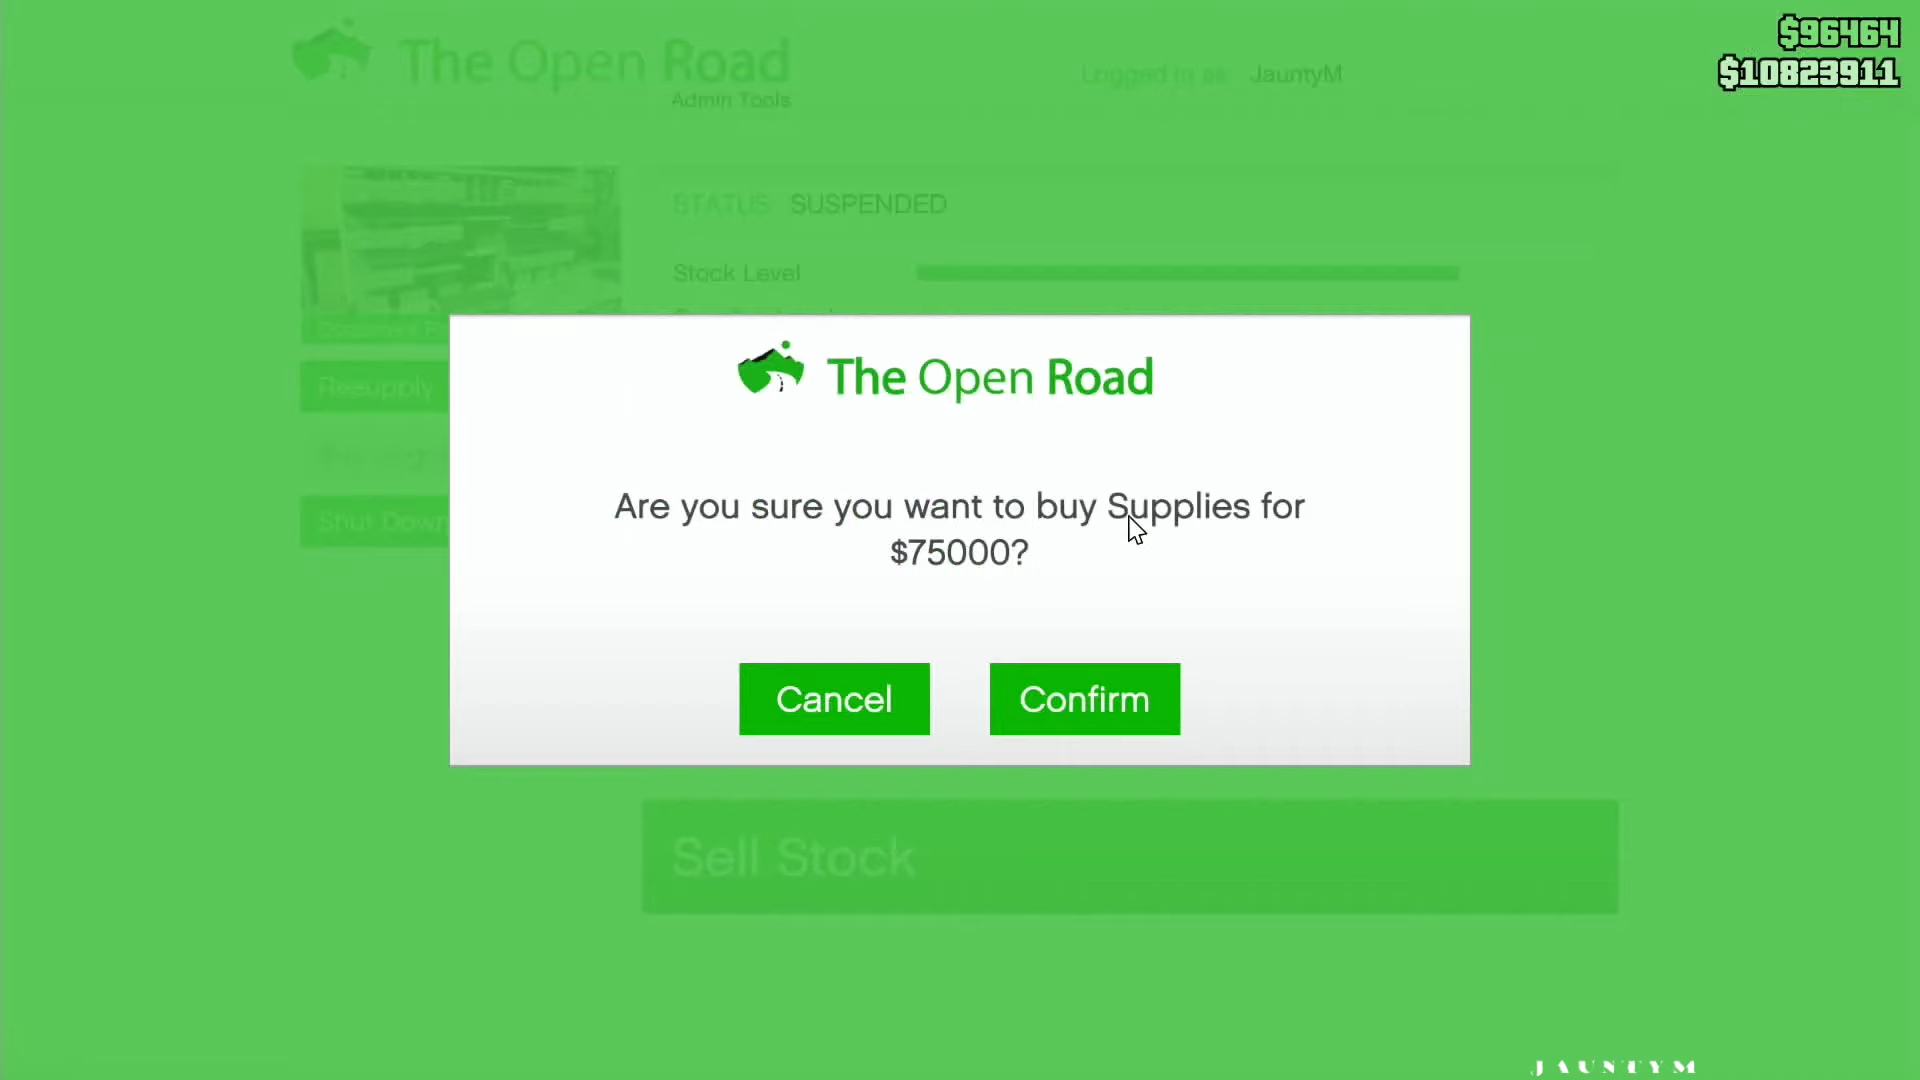 $96464
$10823911
The Open Road
Admin Tools
Logged in as JauntyM
STATUS SUSPENDED
Stock Level
Resupply
Shut Down
The Open Road
Are you sure you want to buy Supplies for
$75000?
Cancel Confirm
Sell Stock
JAUNTYM